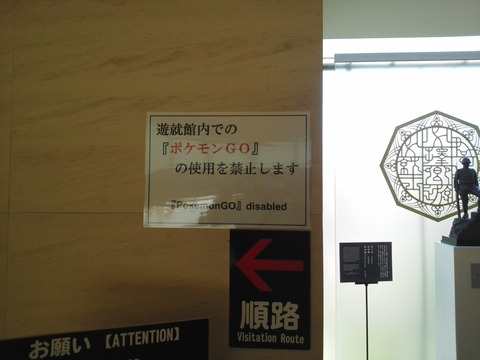 遊就館内での
『ポケモンGO』
の使用を禁止します
『PokemonGO』disabled
順路
Visitation Route
お願い【ATTENTION】